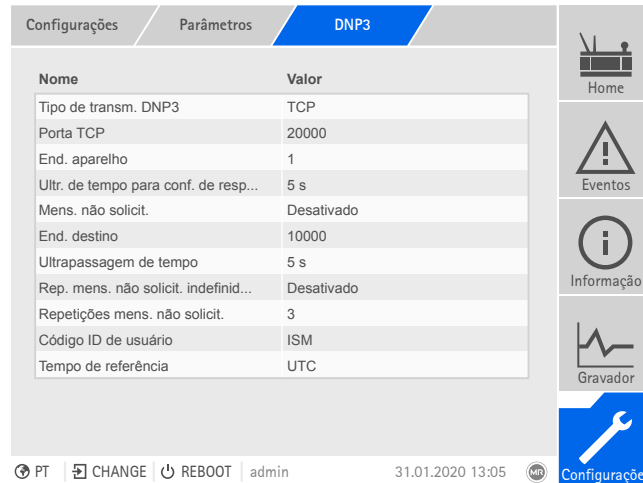 Configurações Parâmetros DNP3
Nome Valor
Tipo de transm. DNP3 TCP
Porta TCP 20000
End. aparelho 1
Ultr. de tempo para conf. de resp... 5 s
Mens. não solicit. Desativado
End. destino 10000
Ultrapassagem de tempo 5 s
Rep. mens. não solicit. indefinid... Desativado
Repetições mens. não solicit. 3
Código ID de usuário ISM
Tempo de referência UTC
Home
Eventos
Informação
Gravador
Configuraçõe
PT CHANGE REBOOT admin 31.01.2020 13:05 MR